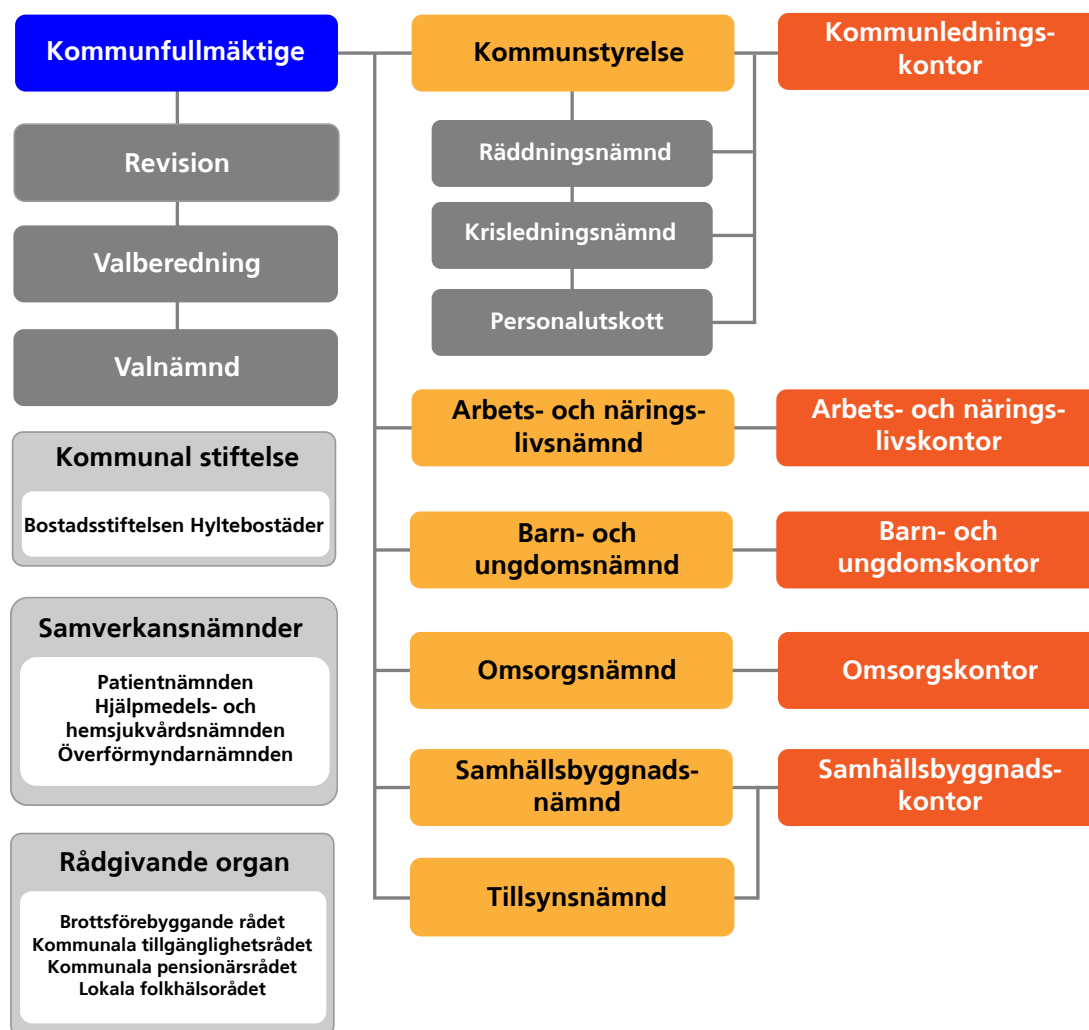 Kommunfullmäktige
Revision
Valberedning
Valnämnd
Kommunal stiftelse
Bostadsstiftelsen Hyltebostäder
Samverkansnämnder
Patientnämnden
Hjälpmedels- och
hemsjukvårdsnämnden
Överförmyndarnämnden
Rådgivande organ
Brottsförebyggande rådet
Kommunala tillgänglighetsrådet
Kommunala pensionärsrådet
Lokala folkhälsorådet
Kommunstyrelse
Räddningsnämnd
Krisledningsnämnd
Personalutskott
Arbets- och närings-
livsnämnd
Barn- och
ungdomsnämnd
Omsorgsnämnd
Samhällsbyggnads-
nämnd
Tillsynsnämnd
Kommunlednings-
kontor
Arbets- och närings-
livskontor
Barn- och
ungdomskontor
Omsorgskontor
Samhällsbyggnads-
kontor